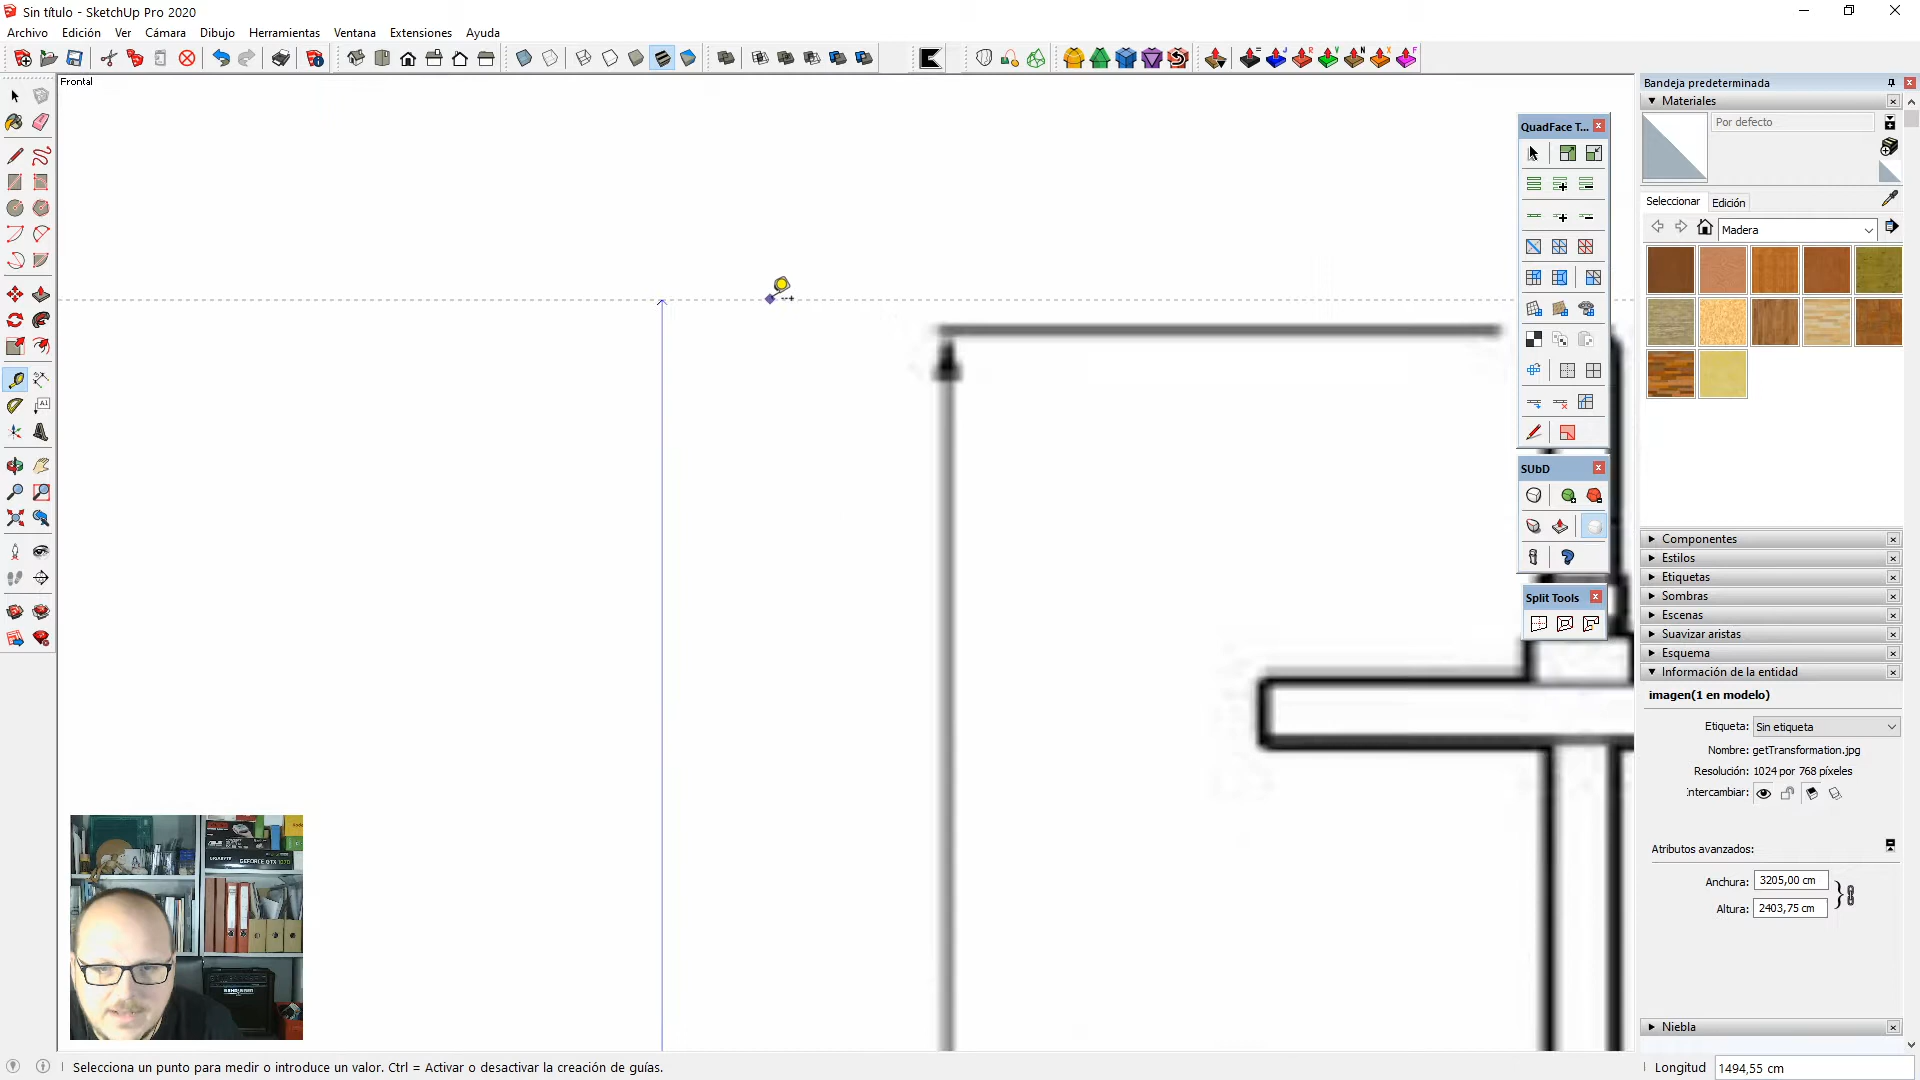 Sin título - SketchUp Pro 2020
Archivo Edición Ver Cámara Dibujo Herramientas Ventana Extensiones Ayuda
Frontal
Bandeja predeterminada
Materiales
Por defecto
Seleccionar Edición
Madera
QuadFace T...
SUbD
Split Tools
Componentes
Estilos
Etiquetas
Sombras
Escenas
Suavizar aristas
Esquema
Información de la entidad
imagen(1 en modelo)
Etiqueta: Sin etiqueta
Nombre: getTransformation.jpg
Resolución: 1024 por 768 píxeles
Intercambiar:
Atributos avanzados:
Anchura: 3205,00 cm
Altura: 2403,75 cm
Niebla
Selecciona un punto para medir o introduce un valor. Ctrl = Activar o desactivar la creación de guías.
Longitud 1494,55 cm